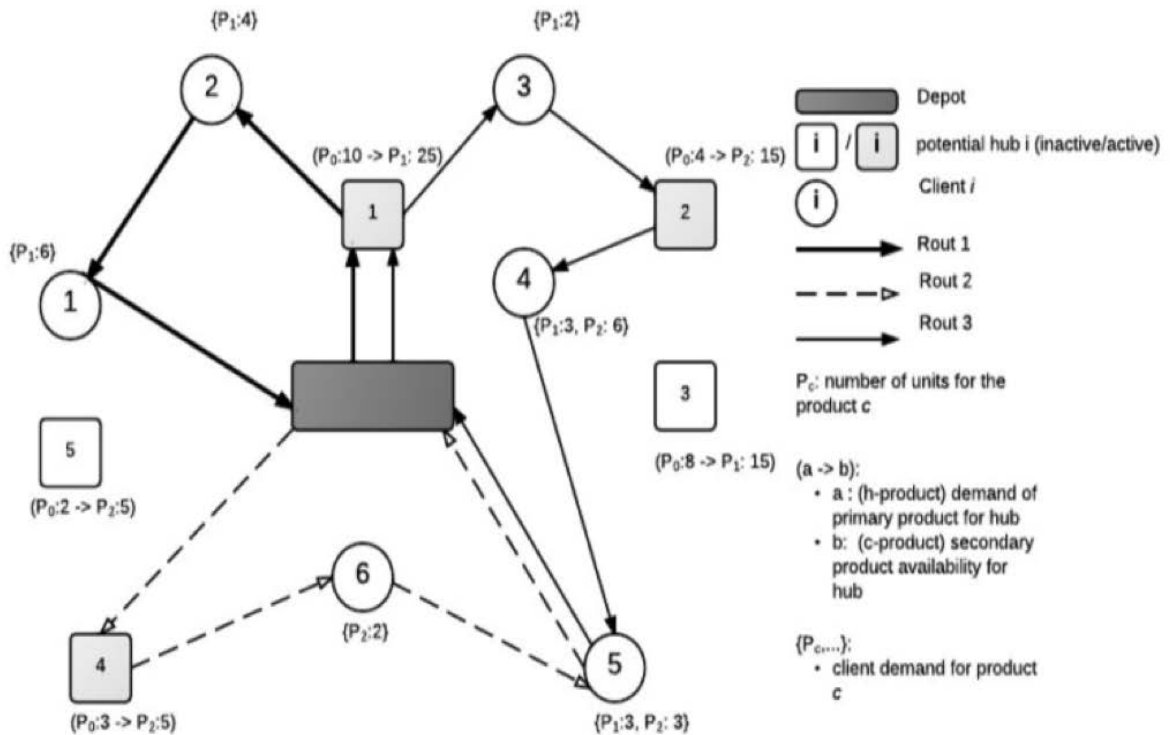 {P₁:4}
{P₁:2}
2
3
Depot
(P₀:10 -> P₁: 25)
(P₀:4 -> P₂: 15)
i / i potential hub i (inactive/active)
1
2
i Client i
{P₁:6}
Rout 1
1
4
Rout 2
{P₁:3, P₂: 6}
Rout 3
3
P꜀: number of units for the
product c
5
(P₀:8 -> P₁: 15)
(P₀:2 -> P₂:5)
(a -> b):
• a : (h-product) demand of
primary product for hub
• b: (c-product) secondary
product availability for
hub
6
{P₂:2}
4
5
{P꜀,...}:
• client demand for product
c
(P₀:3 -> P₂:5)
{P₁:3, P₂: 3}